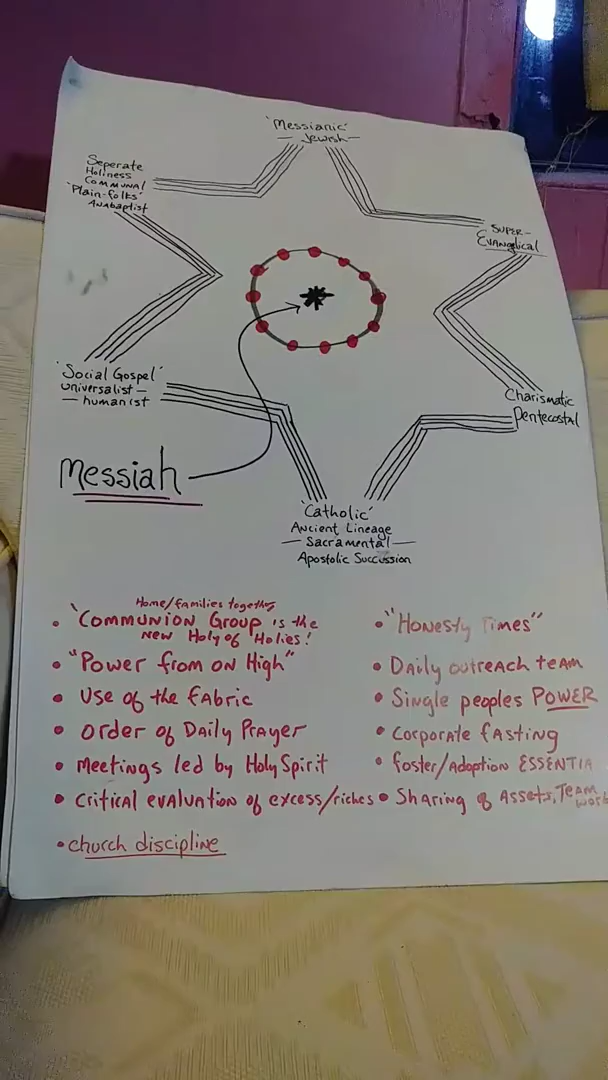 'Messianic'
— Jewish —
Seperate
Holiness
Communal
"Plain-folks"
Anabaptist
SUPER-
Evangelical
'Social Gospel'
universalist —
— humanist
Charismatic
Pentecostal
Messiah
'Catholic'
Ancient Lineage
— Sacramental —
Apostolic Succussion
Home/families together
• "Communion Group is the
new Holy of Holies!
• "Power from on High"
• Use of the fabric
• order of Daily Prayer
• Meetings led by Holy Spirit
• critical evaluation of excess/riches
• church discipline
• "Honesty Times"
• Daily outreach team
• Single peoples POWER
• Corporate fasting
• foster/Adoption ESSENTIA
• Sharing of Assets, Team
work